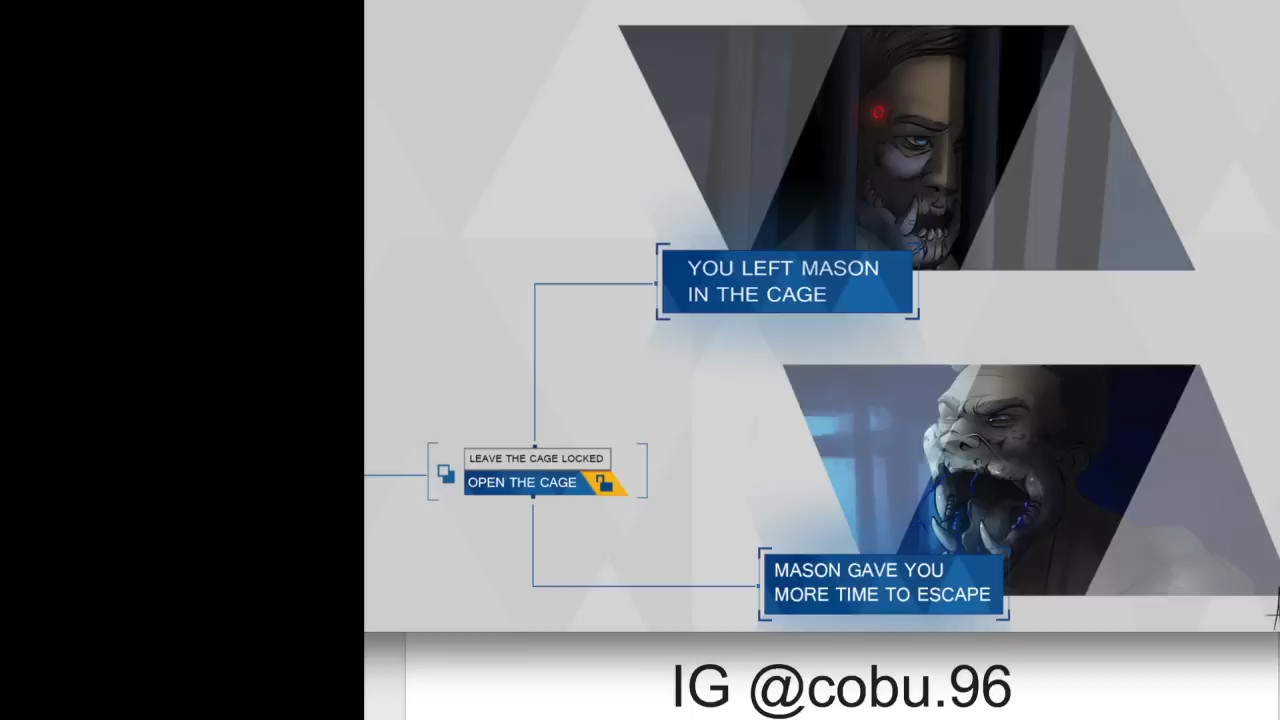 YOU LEFT MASON
IN THE CAGE
LEAVE THE CAGE LOCKED
OPEN THE CAGE
MASON GAVE YOU
MORE TIME TO ESCAPE
IG @cobu.96